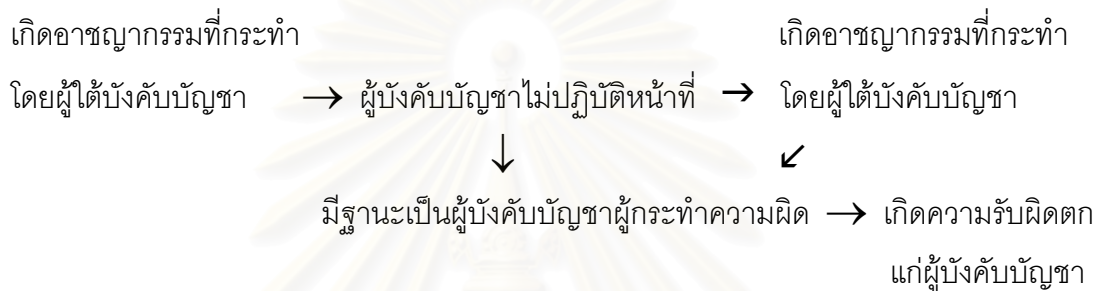 เกิดอาชญากรรมที่กระทำ เกิดอาชญากรรมที่กระทำ
โดยผู้ใต้บังคับบัญชา → ผู้บังคับบัญชาไม่ปฏิบัติหน้าที่ → โดยผู้ใต้บังคับบัญชา
↓ ↙
มีฐานะเป็นผู้บังคับบัญชาผู้กระทำความผิด → เกิดความรับผิดตก
แก่ผู้บังคับบัญชา